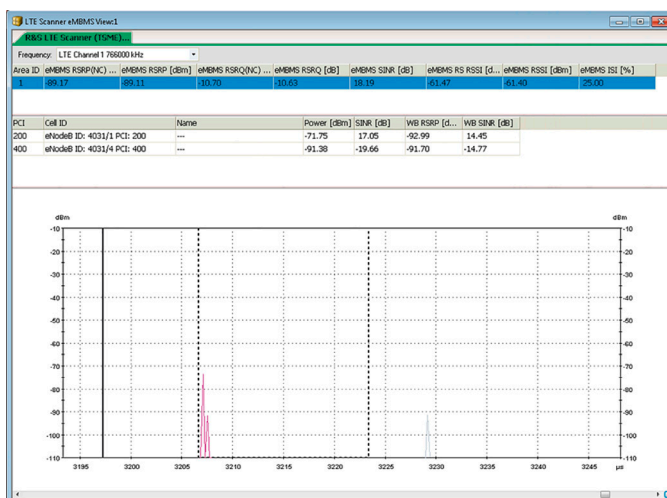 LTE Scanner eMBMS View:1
R&S LTE Scanner (TSME)...
Frequency: LTE Channel 1 766000 kHz
Area ID eMBMS RSRP(NC) ... eMBMS RSRP [dBm] eMBMS RSRQ(NC) ... eMBMS RSRQ [dB] eMBMS SINR [dB] eMBMS RS RSSI [d... eMBMS RSSI [dBm] eMBMS ISI [%]
1 -89.17 -89.11 -10.70 -10.63 18.19 -61.47 -61.40 25.00
PCI Cell ID Name Power [dBm] SINR [dB] WB RSRP [d... WB SINR [dB]
200 eNodeB ID: 4031/1 PCI: 200 --- -71.75 17.05 -92.99 14.45
400 eNodeB ID: 4031/4 PCI: 400 --- -91.38 -19.66 -91.70 -14.77
dBm dBm
-10 -10
-20 -20
-30 -30
-40 -40
-50 -50
-60 -60
-70 -70
-80 -80
-90 -90
-100 -100
-110 -110
3195 3200 3205 3210 3215 3220 3225 3230 3235 3240 3245 µs